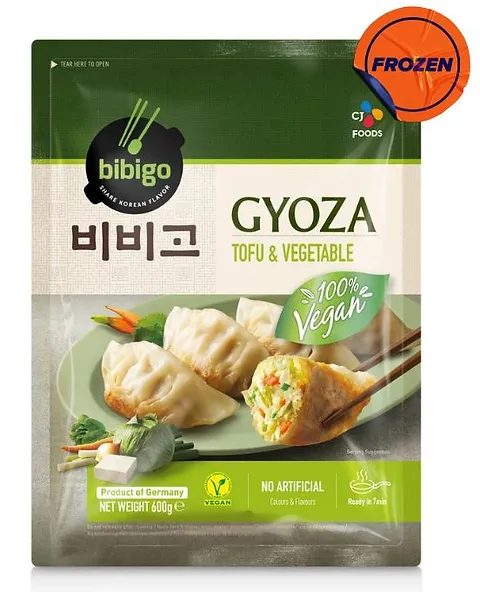 FROZEN
TEAR HERE TO OPEN
CJ
FOODS
bibigo
SHARE KOREAN FLAVOR
비비고
GYOZA
TOFU & VEGETABLE
100%
Vegan
Serving Suggestion
Product of Germany
NET WEIGHT 600g e
VEGAN
NO ARTIFICIAL
Colours & Flavours
Ready in 7min